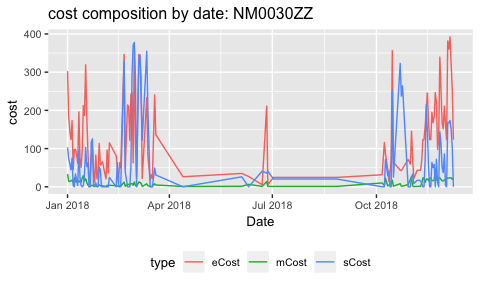 cost composition by date: NM0030ZZ
400
300
200
100
0
cost
Jan 2018 Apr 2018 Jul 2018 Oct 2018
Date
type eCost mCost sCost